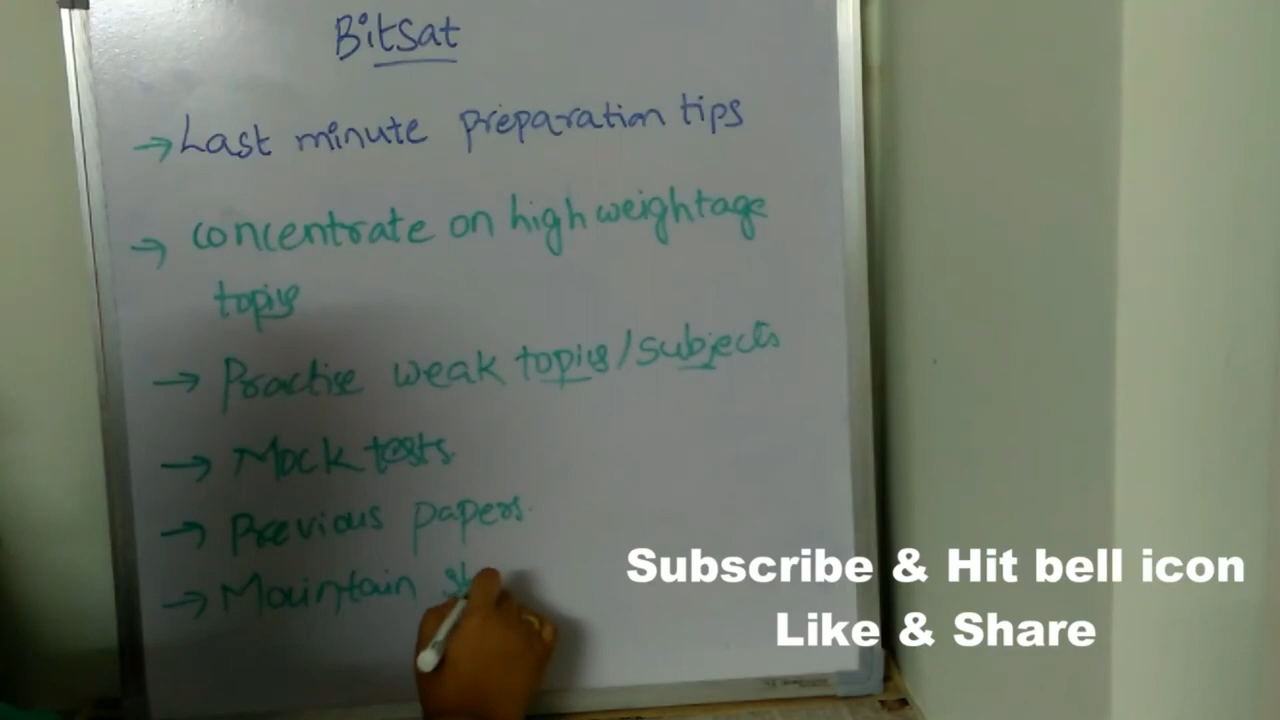 Bitsat
→ Last minute preparation tips
→ concentrate on high weightage
topics
→ Practise weak topics/subjects
→ Mock tests.
→ Previous papers.
→ Maintain
Subscribe & Hit bell icon
Like & Share